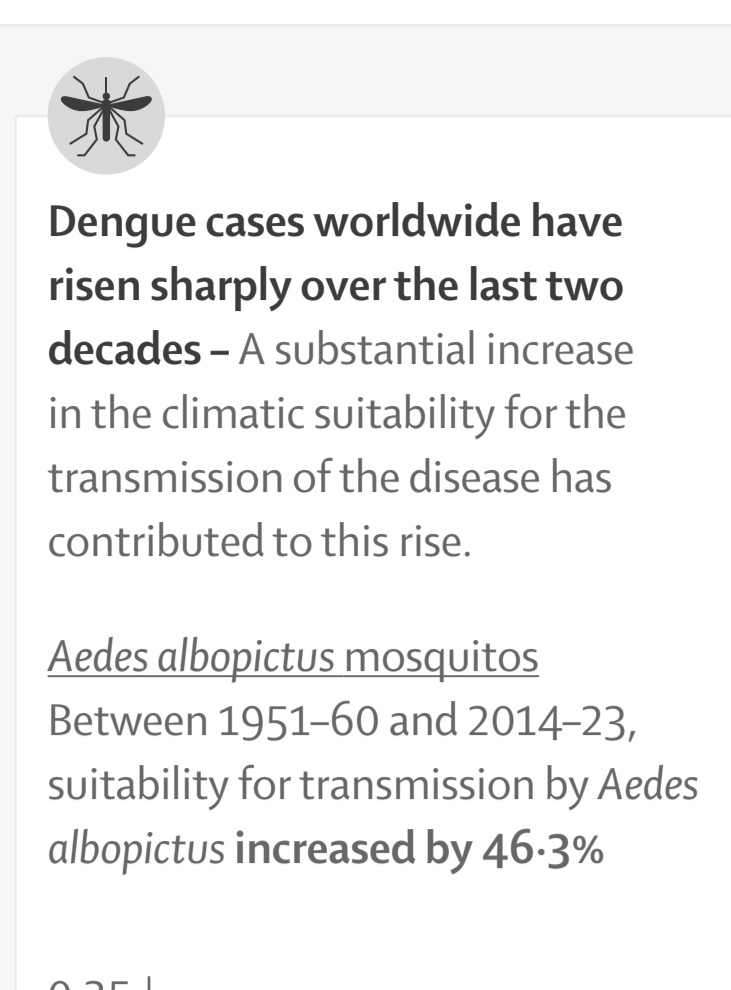 Dengue cases worldwide have
risen sharply over the last two
decades – A substantial increase
in the climatic suitability for the
transmission of the disease has
contributed to this rise.
Aedes albopictus mosquitos
Between 1951–60 and 2014–23,
suitability for transmission by Aedes
albopictus increased by 46·3%